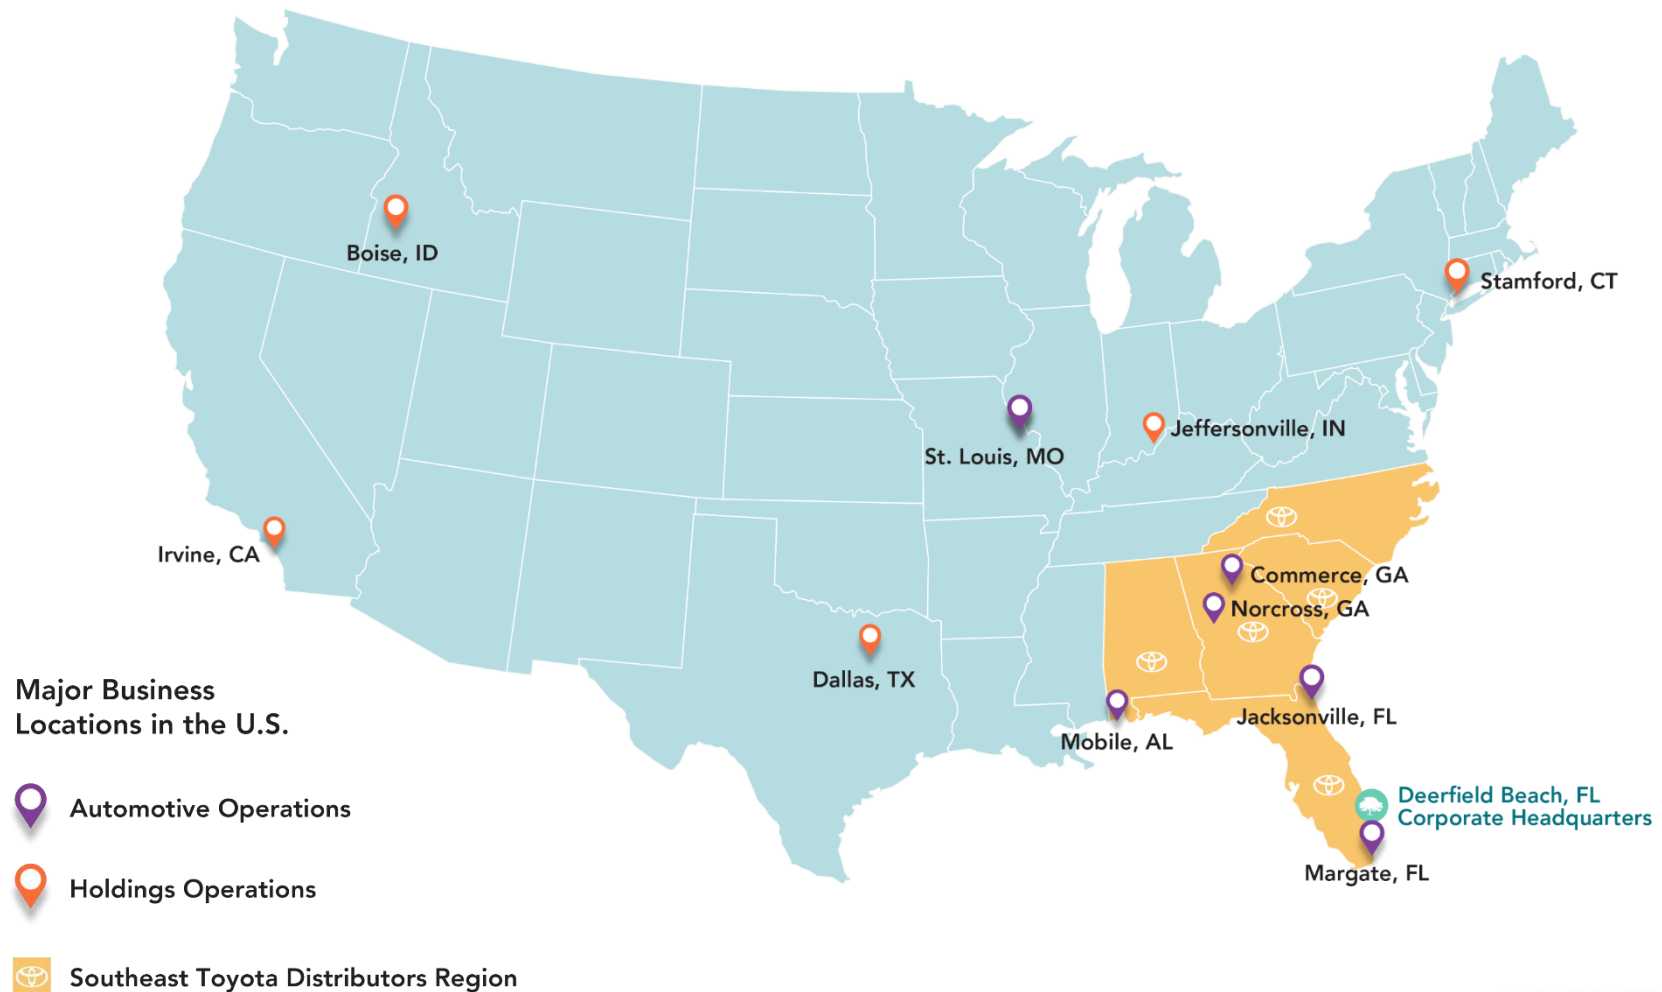 Boise, ID
Stamford, CT
St. Louis, MO
Jeffersonville, IN
Irvine, CA
Commerce, GA
Norcross, GA
Dallas, TX
Jacksonville, FL
Mobile, AL
Deerfield Beach, FL
Corporate Headquarters
Margate, FL
Major Business
Locations in the U.S.
Automotive Operations
Holdings Operations
Southeast Toyota Distributors Region